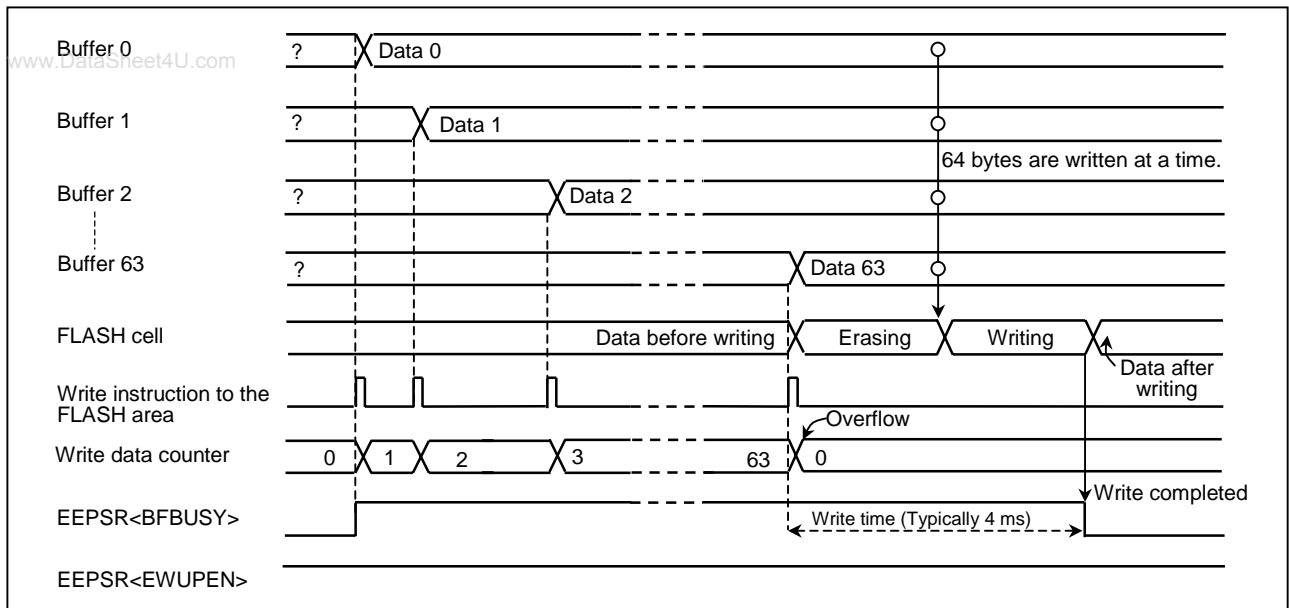 Buffer 0 ? Data 0
www.DataSheet4U.com
Buffer 1 ? Data 1
64 bytes are written at a time.
Buffer 2 ? Data 2
Buffer 63 ? Data 63
FLASH cell Data before writing Erasing Writing
Data after
writing
Write instruction to the
FLASH area
Overflow
Write data counter 0 1 2 3 63 0
Write completed
EEPSR<BFBUSY> Write time (Typically 4 ms)
EEPSR<EWUPEN>